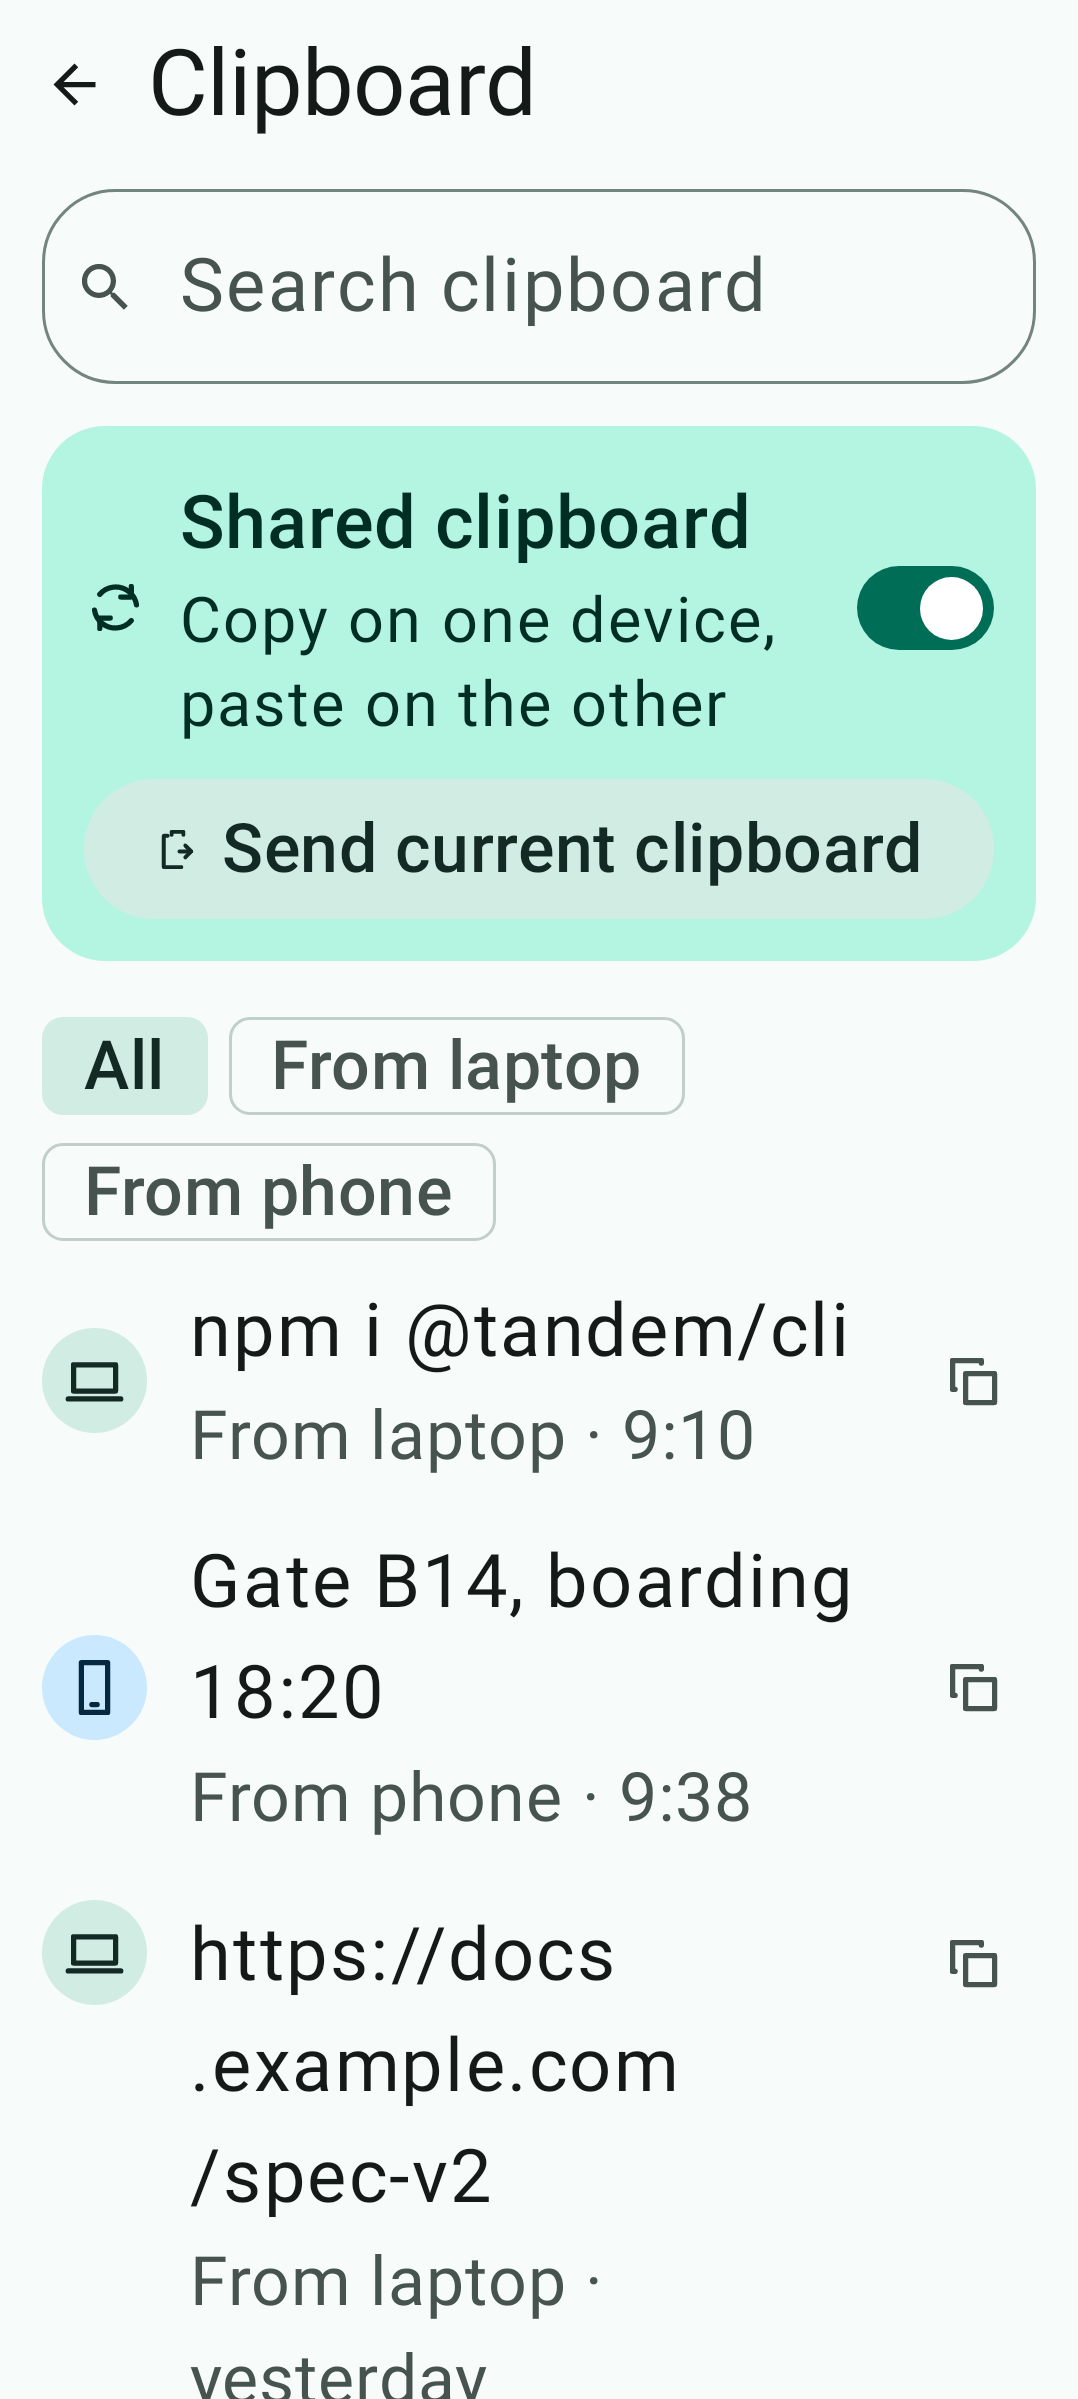 Clipboard
Search clipboard
Shared clipboard
Copy on one device,
paste on the other
Send current clipboard
All
From laptop
From phone
npm i @tandem/cli
From laptop · 9:10
Gate B14, boarding
18:20
From phone · 9:38
https://docs
.example.com
/spec-v2
From laptop ·
yesterday